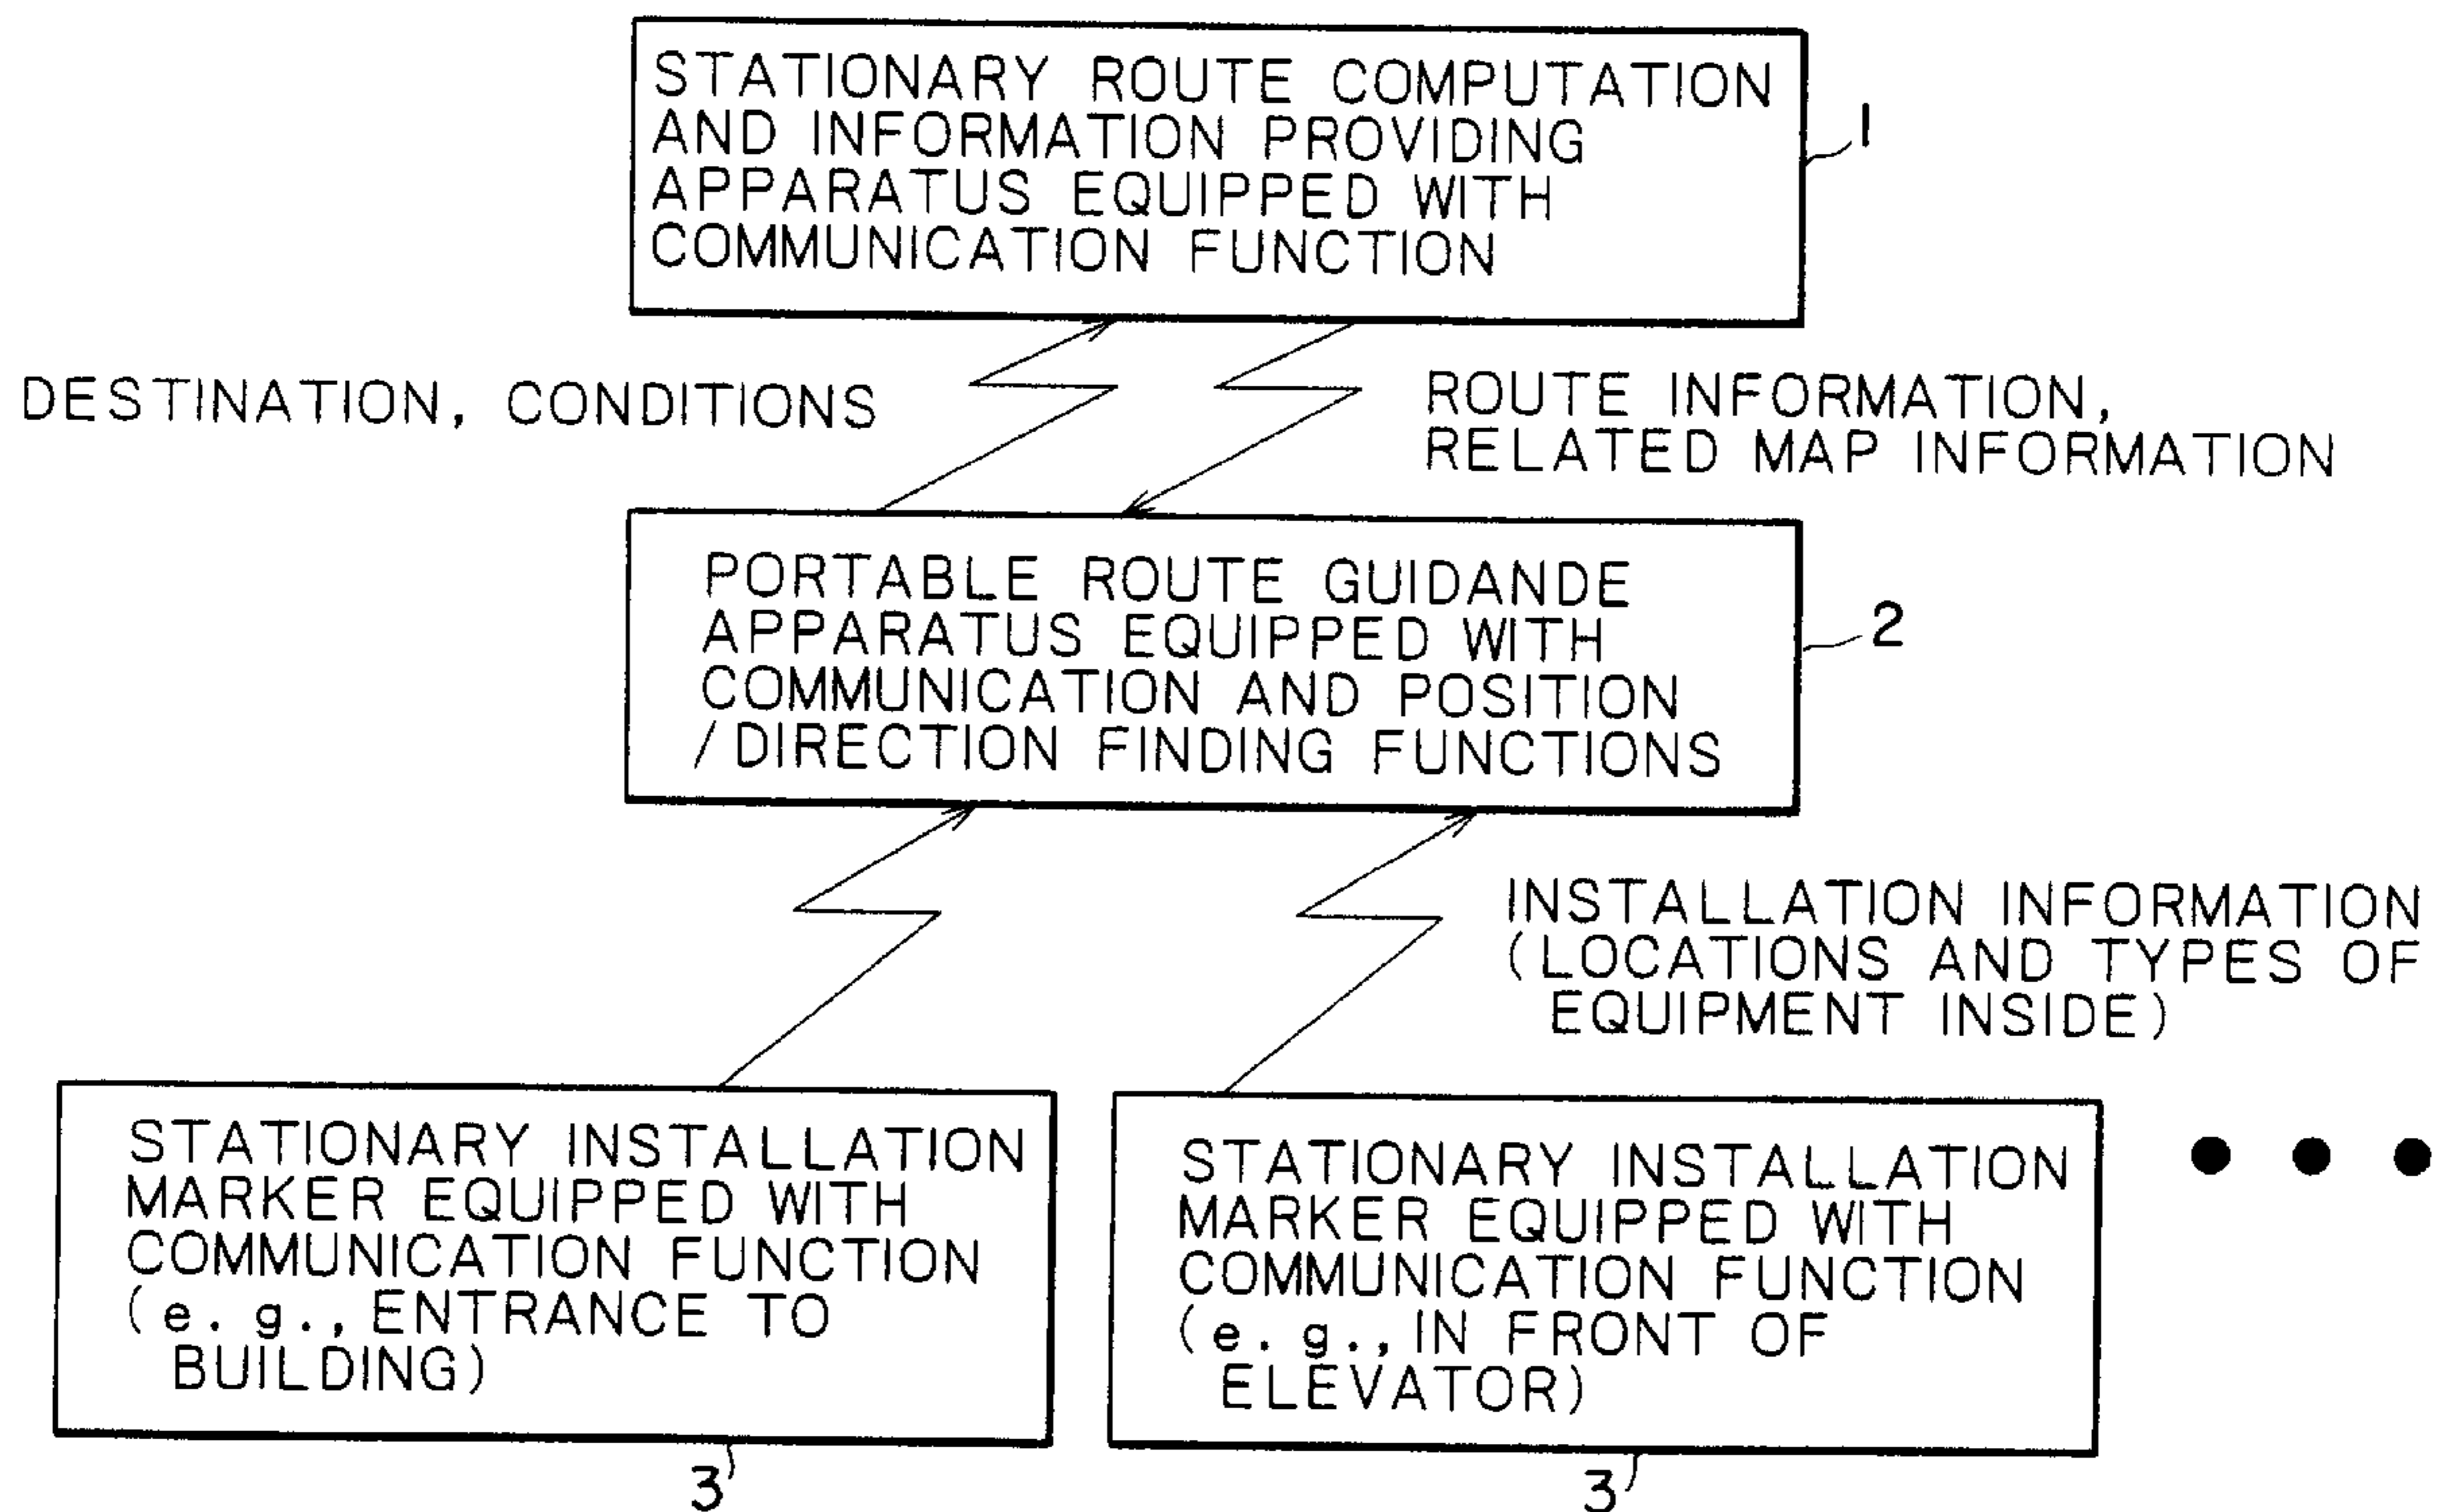 STATIONARY ROUTE COMPUTATION
AND INFORMATION PROVIDING
APPARATUS EQUIPPED WITH
COMMUNICATION FUNCTION
1
DESTINATION, CONDITIONS
ROUTE INFORMATION,
RELATED MAP INFORMATION
PORTABLE ROUTE GUIDANDE
APPARATUS EQUIPPED WITH
COMMUNICATION AND POSITION
/DIRECTION FINDING FUNCTIONS
2
INSTALLATION INFORMATION
(LOCATIONS AND TYPES OF
EQUIPMENT INSIDE)
STATIONARY INSTALLATION
MARKER EQUIPPED WITH
COMMUNICATION FUNCTION
(e. g., ENTRANCE TO
BUILDING)
3
STATIONARY INSTALLATION
MARKER EQUIPPED WITH
COMMUNICATION FUNCTION
(e. g., IN FRONT OF
ELEVATOR)
3
● ● ●